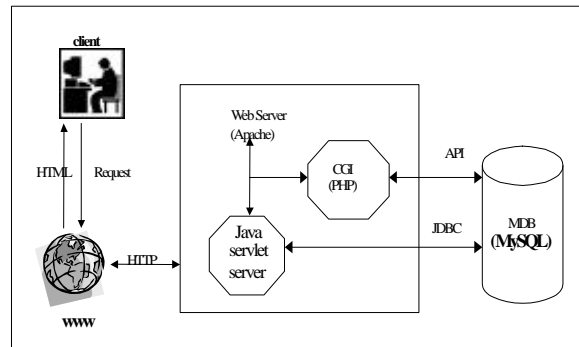 client
HTML
Request
www
HTTP
Web Server
(Apache)
CGI
(PHP)
Java
servlet
server
API
JDBC
MDB
(MySQL)